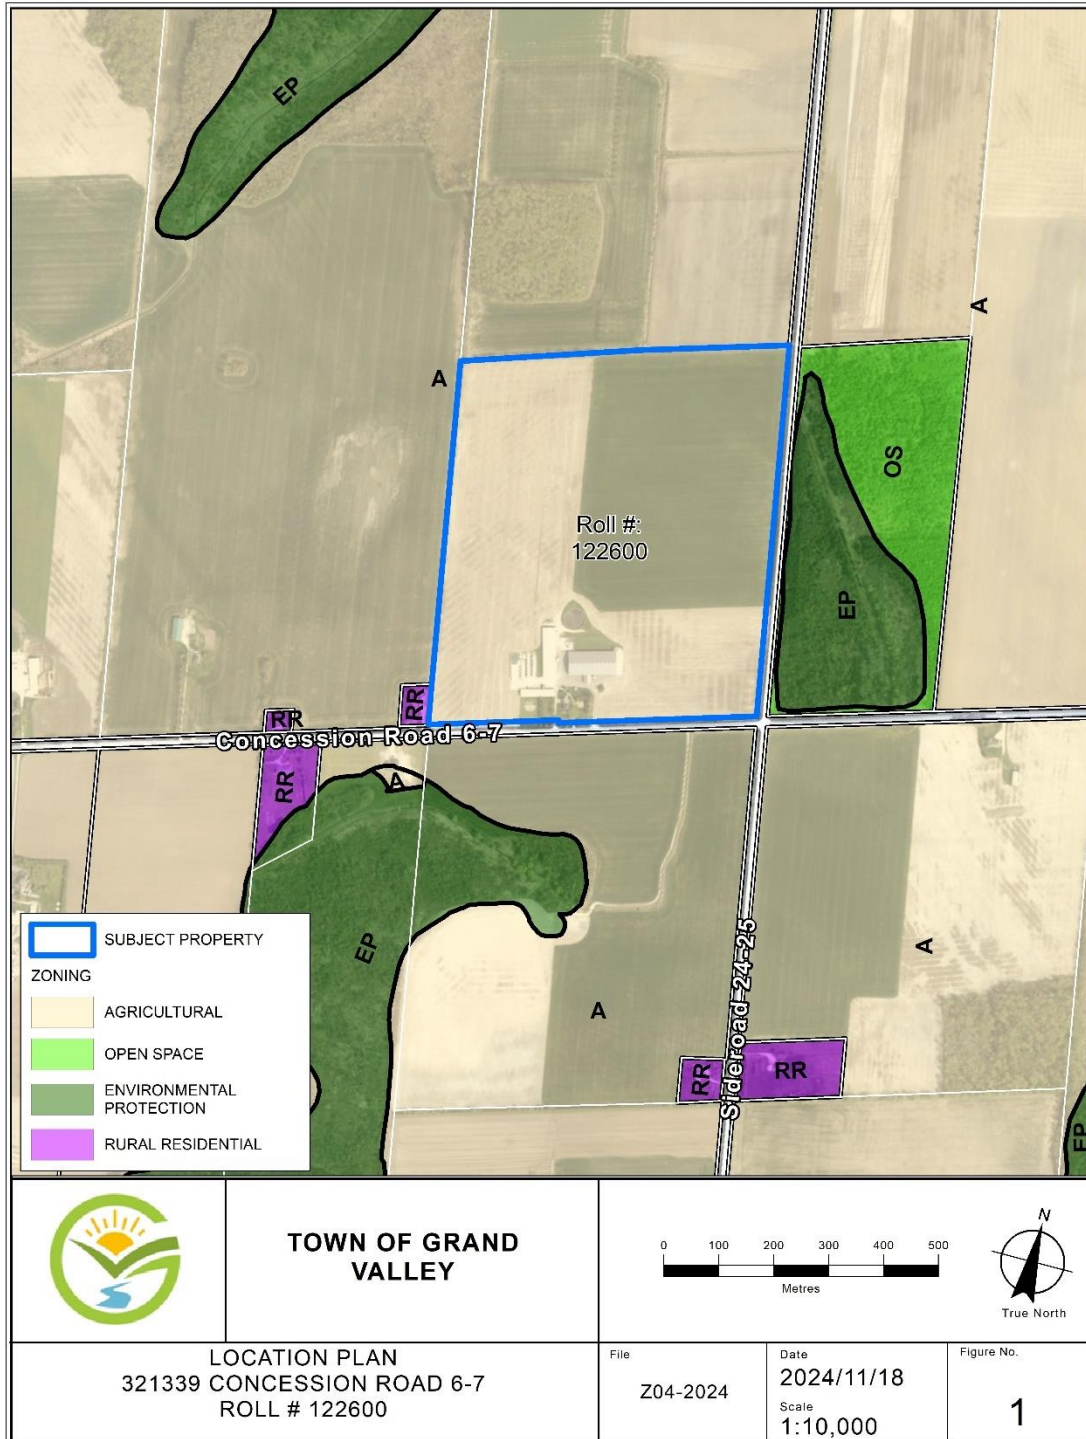 EP
A
A
OS
Roll #:
122600
EP
RR
RR
Concession Road 6-7
RR
A
EP
A
A
Sideroad 24-25
RR
RR
EP
SUBJECT PROPERTY
ZONING
AGRICULTURAL
OPEN SPACE
ENVIRONMENTAL
PROTECTION
RURAL RESIDENTIAL
TOWN OF GRAND
VALLEY
0 100 200 300 400 500
Metres
N
True North
LOCATION PLAN
321339 CONCESSION ROAD 6-7
ROLL # 122600
File
Z04-2024
Date
2024/11/18
Scale
1:10,000
Figure No.
1